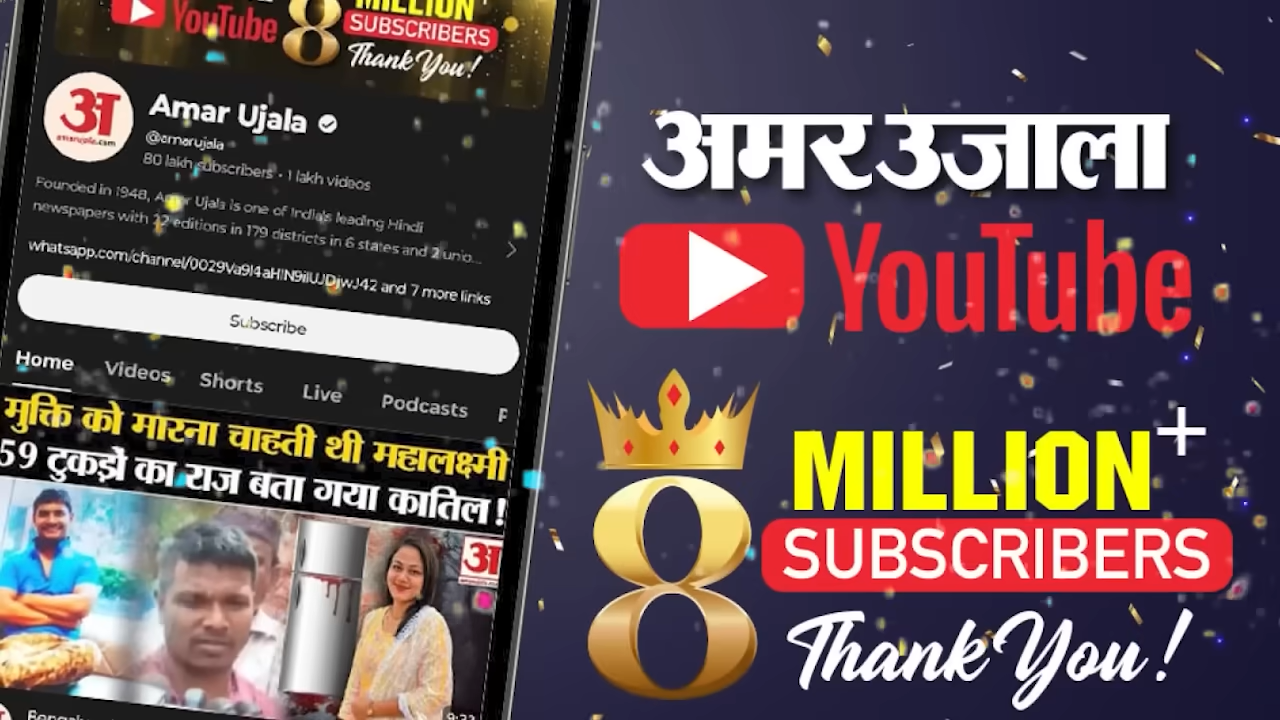 YouTube
8
MILLION
SUBSCRIBERS
Thank You!
अ
amarujala.com
Amar Ujala
@amarujala
80 lakh subscribers • 1 lakh videos
Founded in 1948, Amar Ujala is one of India's leading Hindi
newspapers with 22 editions in 179 districts in 6 states and 2 unio...
and 7 more links
Subscribe
Home Videos Shorts Live Podcasts P
मुक्ति को मारना चाहती थी महालक्ष्मी
59 टुकड़ों का राज बता गया कातिल!
अ
9:33
अमर उजाला
YouTube
8
MILLION+
SUBSCRIBERS
Thank You!